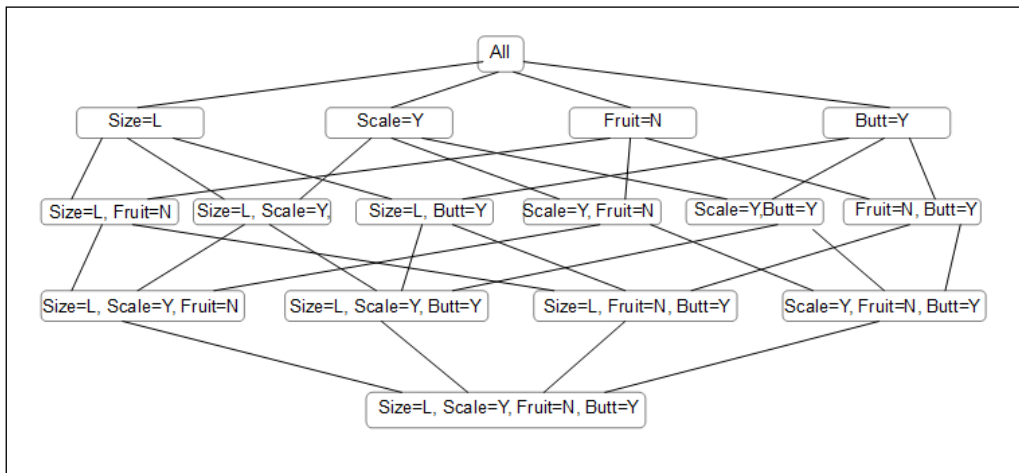 All
Size=L
Scale=Y
Fruit=N
Butt=Y
Size=L, Fruit=N
Size=L, Scale=Y,
Size=L, Butt=Y
Scale=Y, Fruit=N
Scale=Y,Butt=Y
Fruit=N, Butt=Y
Size=L, Scale=Y, Fruit=N
Size=L, Scale=Y, Butt=Y
Size=L, Fruit=N, Butt=Y
Scale=Y, Fruit=N, Butt=Y
Size=L, Scale=Y, Fruit=N, Butt=Y